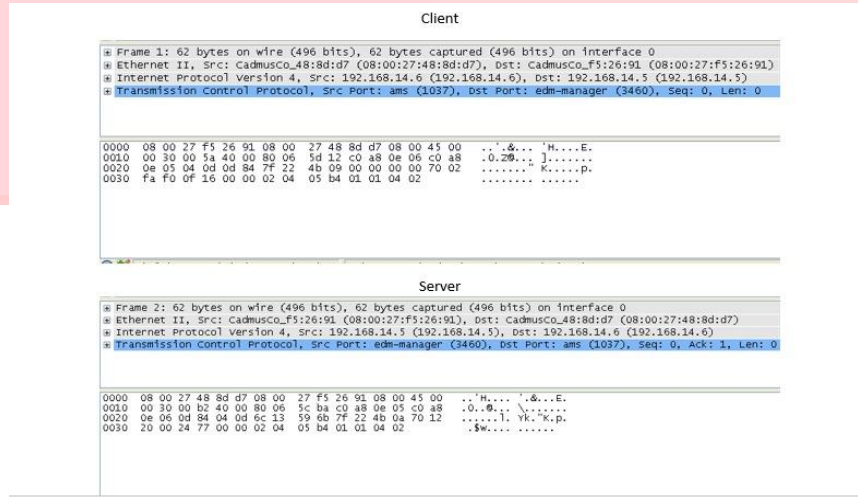 Client
Frame 1: 62 bytes on wire (496 bits), 62 bytes captured (496 bits) on interface 0
Ethernet II, Src: CadmusCo_48:8d:d7 (08:00:27:48:8d:d7), Dst: CadmusCo_f5:26:91 (08:00:27:f5:26:91)
Internet Protocol Version 4, Src: 192.168.14.6 (192.168.14.6), Dst: 192.168.14.5 (192.168.14.5)
Transmission Control Protocol, Src Port: ams (1037), Dst Port: edm-manager (3460), Seq: 0, Len: 0
0000 08 00 27 f5 26 91 08 00 27 48 8d d7 08 00 45 00 ..'.&... 'H....E.
0010 00 30 00 5a 40 00 80 06 5d 12 c0 a8 0e 06 c0 a8 .0.Z@... ].......
0020 0e 05 04 0d 0d 84 7f 22 4b 09 00 00 00 00 70 02 ......." K.....p.
0030 fa f0 0f 16 00 00 02 04 05 b4 01 01 04 02 ........ ......
Server
Frame 2: 62 bytes on wire (496 bits), 62 bytes captured (496 bits) on interface 0
Ethernet II, Src: CadmusCo_f5:26:91 (08:00:27:f5:26:91), Dst: CadmusCo_48:8d:d7 (08:00:27:48:8d:d7)
Internet Protocol Version 4, Src: 192.168.14.5 (192.168.14.5), Dst: 192.168.14.6 (192.168.14.6)
Transmission Control Protocol, Src Port: edm-manager (3460), Dst Port: ams (1037), Seq: 0, Ack: 1, Len: 0
0000 08 00 27 48 8d d7 08 00 27 f5 26 91 08 00 45 00 ..'H.... '.&...E.
0010 00 30 00 b2 40 00 80 06 5c ba c0 a8 0e 05 c0 a8 .0..@... \.......
0020 0e 06 0d 84 04 0d 6c 13 59 6b 7f 22 4b 0a 70 12 ......l. Yk."K.p.
0030 20 00 24 77 00 00 02 04 05 b4 01 01 04 02 .$w.... ......